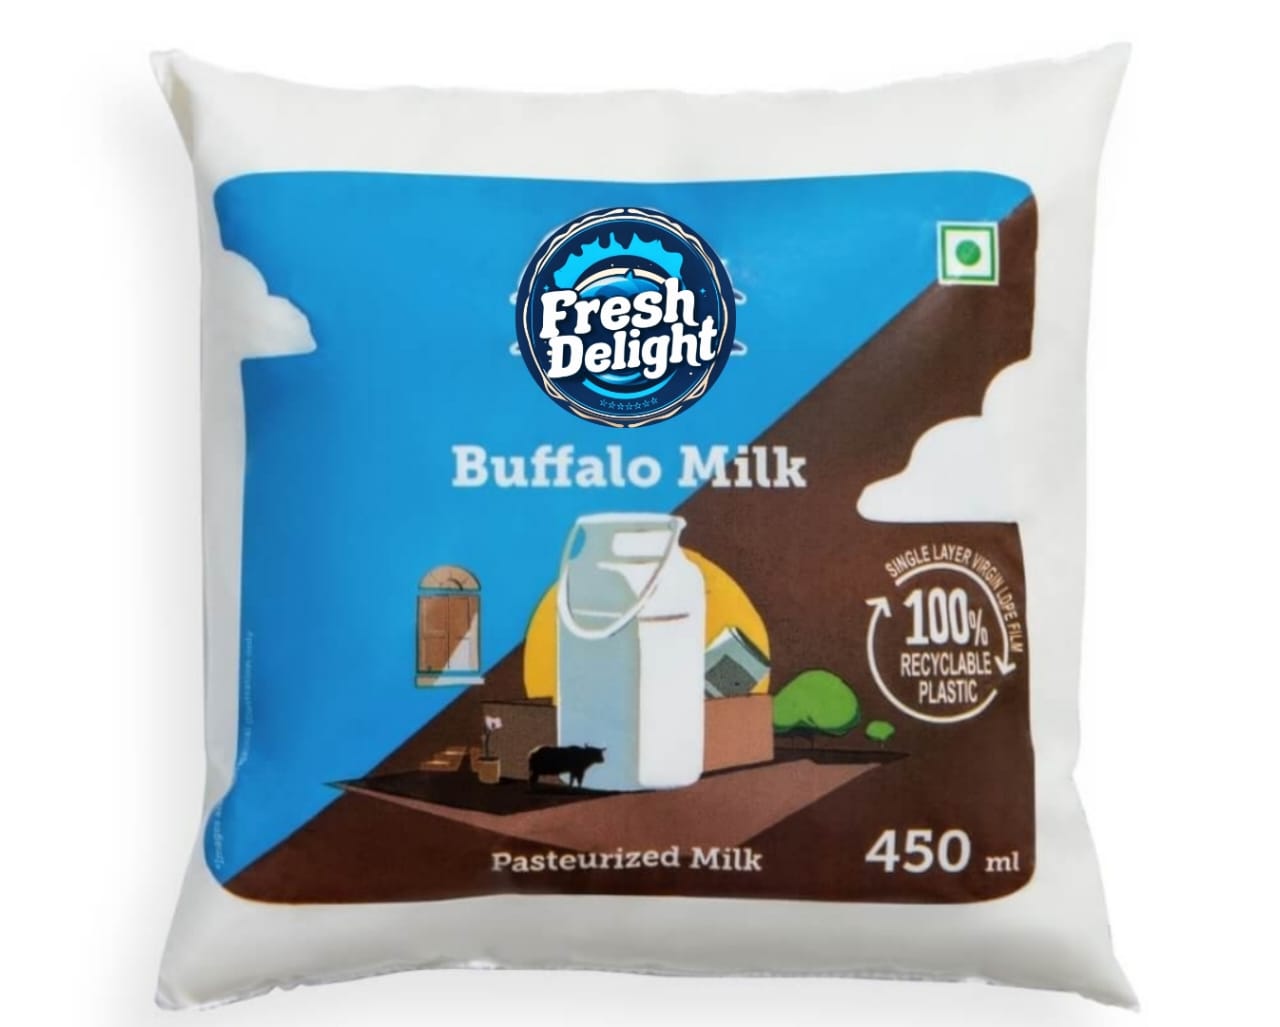 Fresh
Delight
Buffalo Milk
SINGLE LAYER VIRGIN LDPE FILM
100%
RECYCLABLE
PLASTIC
Pasteurized Milk
450 ml